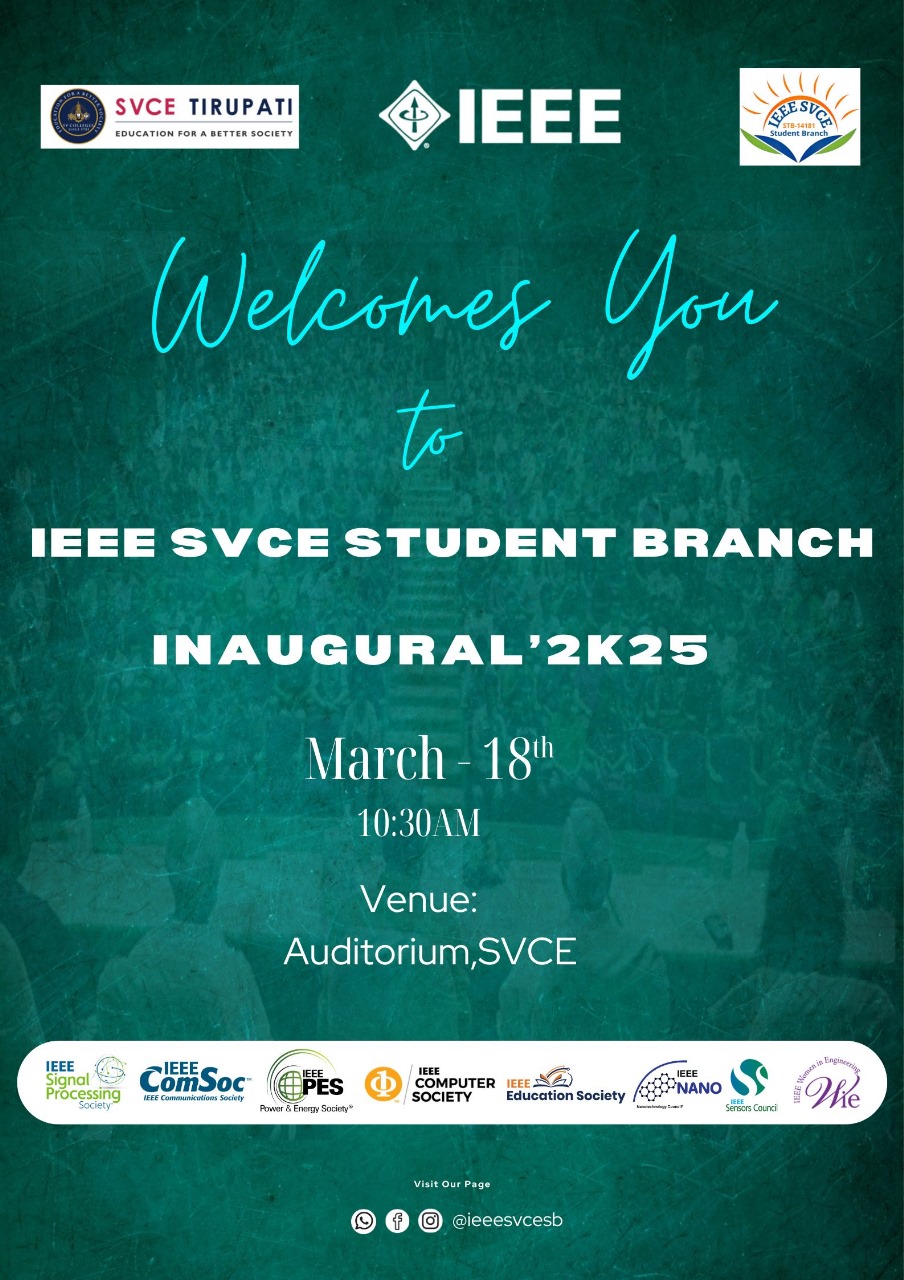 SVCE TIRUPATI
EDUCATION FOR A BETTER SOCIETY
IEEE
IEEE SVCE
STB-14181
Student Branch
Welcomes You
to
IEEE SVCE STUDENT BRANCH
INAUGURAL'2K25
March - 18th
10:30AM
Venue:
Auditorium,SVCE
IEEE
Signal
Processing
Society
IEEE
ComSoc
IEEE Communications Society
IEEE
PES
Power & Energy Society®
IEEE
COMPUTER
SOCIETY
IEEE
Education Society
IEEE
NANO
IEEE
Sensors Council
IEEE Women in Engineering
Wie
Visit Our Page
@ieeesvcesb